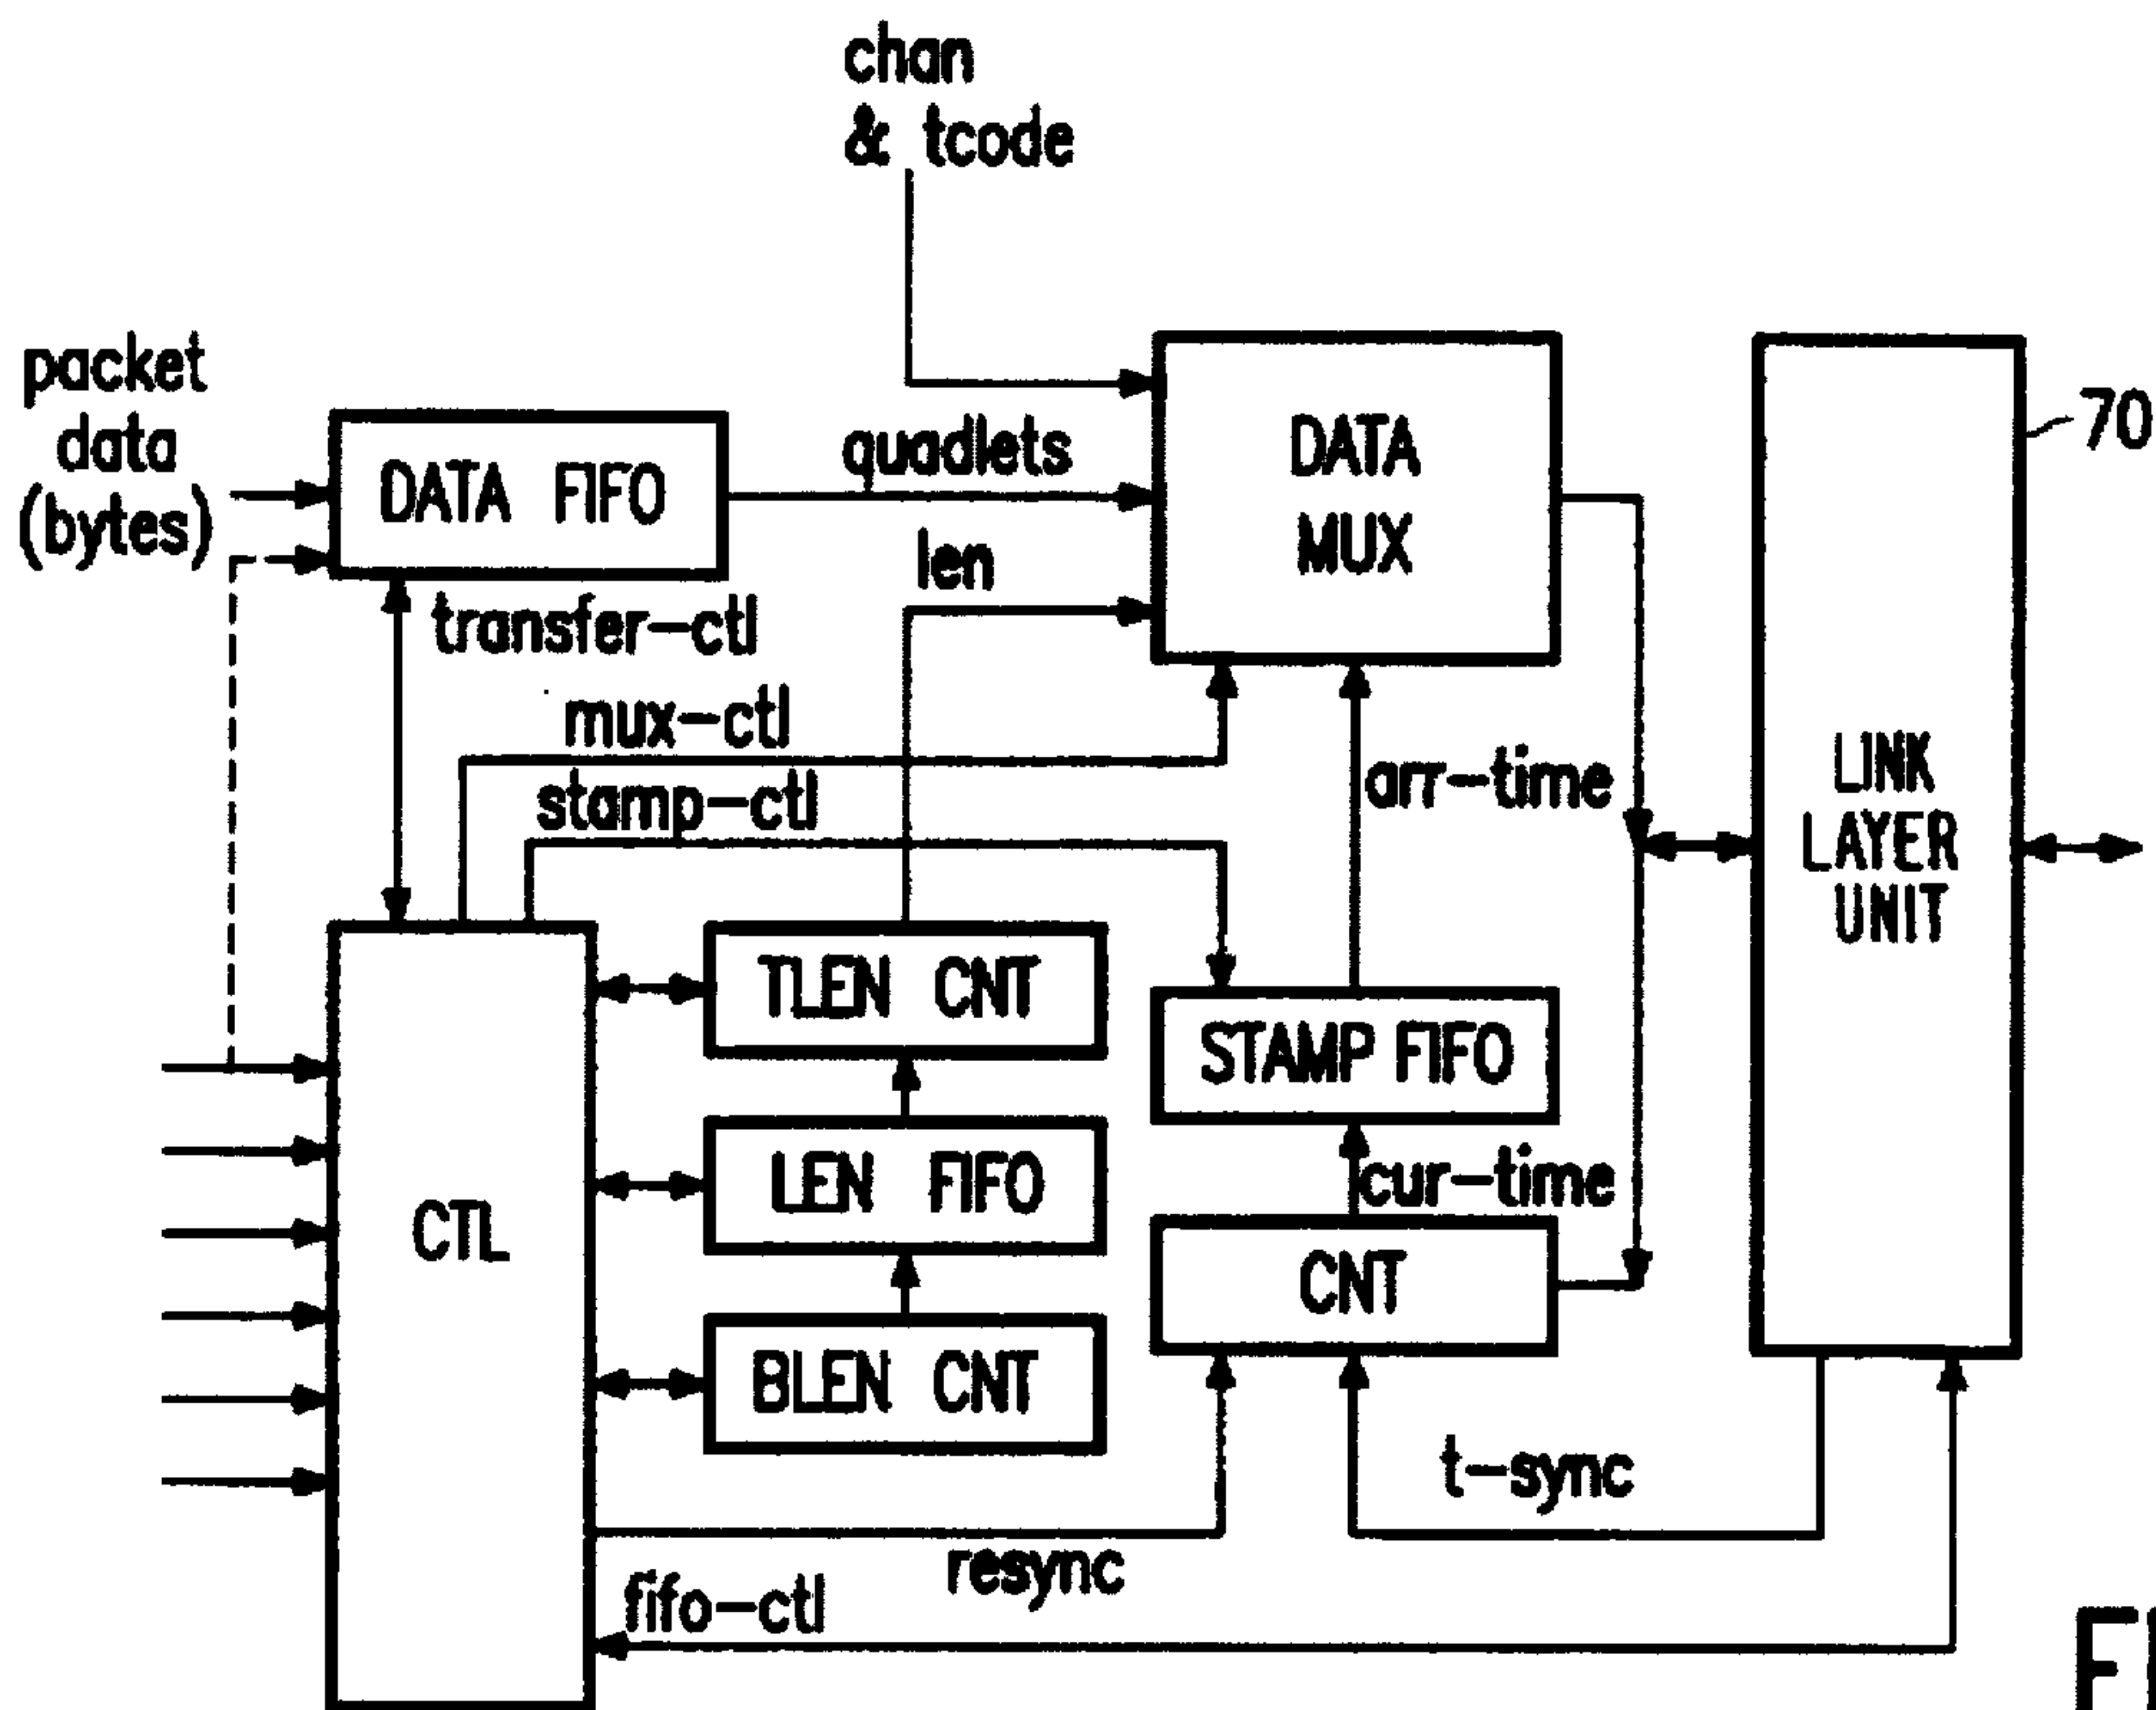 chan
& tcode
packet
data
(bytes)
DATA FIFO
quadlets
len
DATA
MUX
70
transfer-ctl
mux-ctl
stamp-ctl
arr-time
LINK
LAYER
UNIT
TLEN CNT
STAMP FIFO
LEN FIFO
cur-time
CTL
CNT
BLEN CNT
t-sync
resync
fifo-ctl